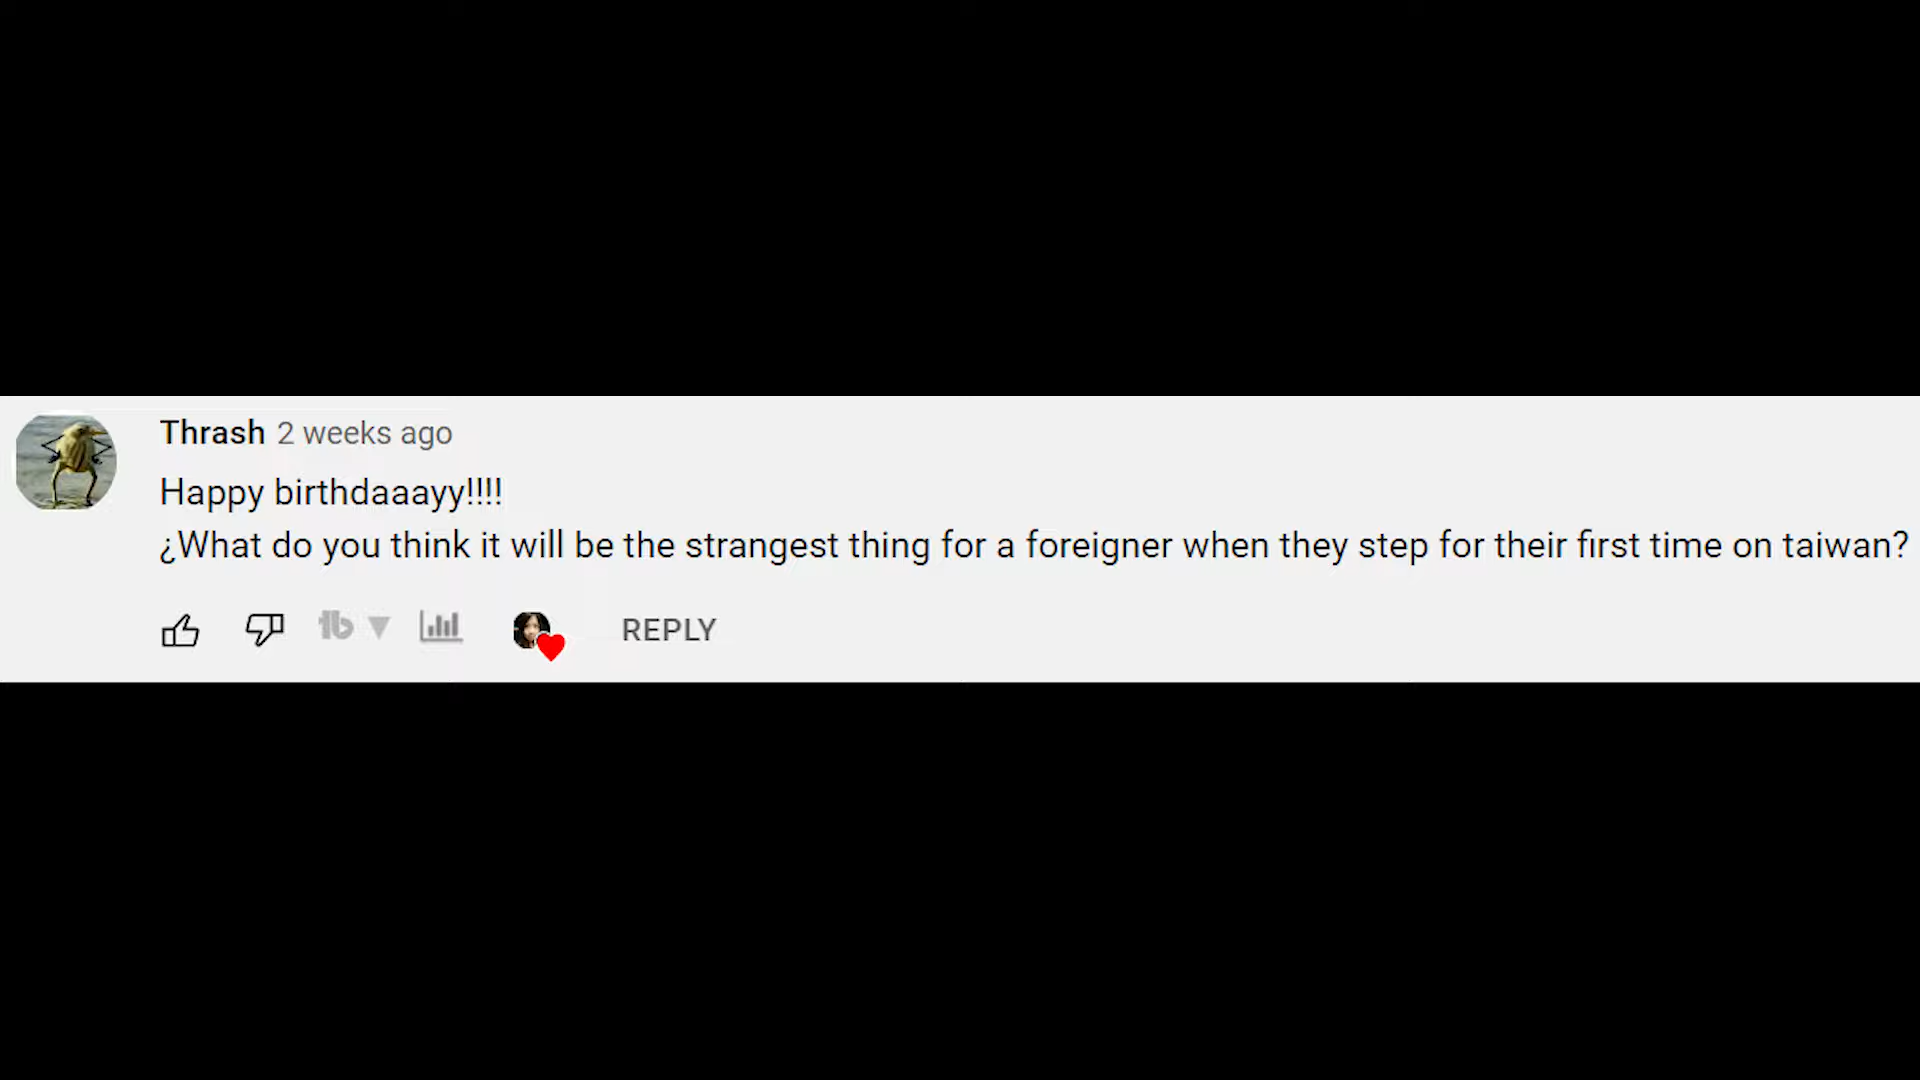 Thrash 2 weeks ago
Happy birthdaaayy!!!!
¿What do you think it will be the strangest thing for a foreigner when they step for their first time on taiwan?
REPLY